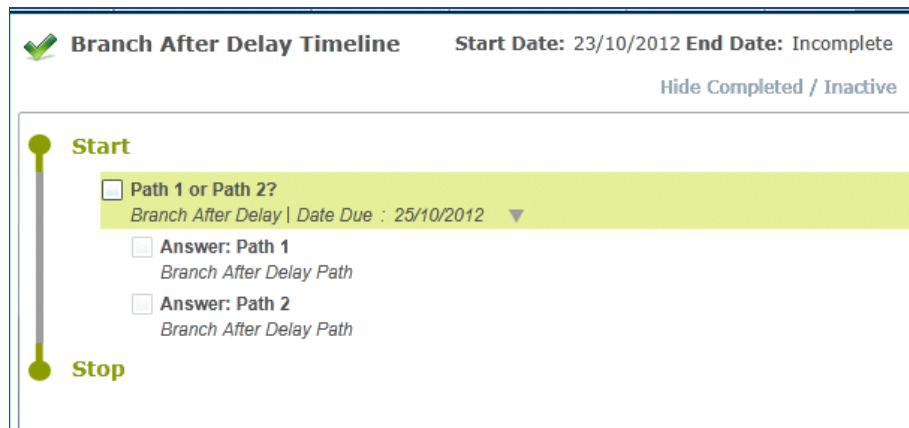 Branch After Delay Timeline Start Date: 23/10/2012 End Date: Incomplete
Hide Completed / Inactive
Start
Path 1 or Path 2?
Branch After Delay | Date Due : 25/10/2012
Answer: Path 1
Branch After Delay Path
Answer: Path 2
Branch After Delay Path
Stop